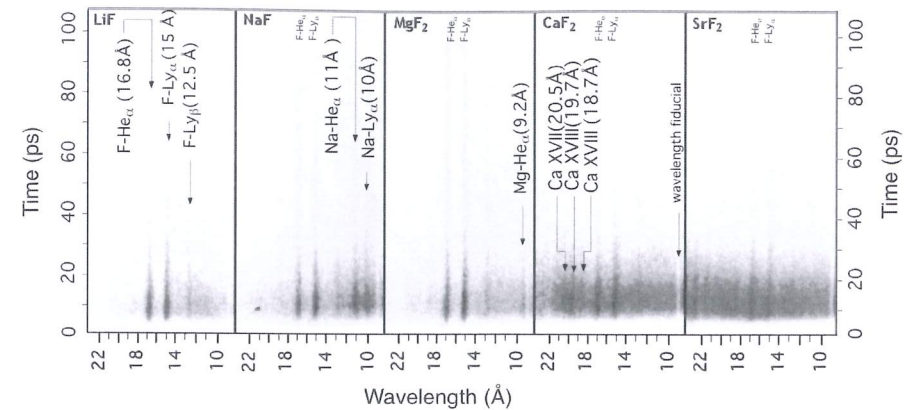 LiF
F-Heα (16.8Å)
F-Lyα (15 Å)
F-Lyβ(12.5 Å)
NaF
F-Heα
F-Lyα
Na-Heα (11Å)
Na-Lyα(10Å)
MgF2
F-Heα
F-Lyα
Mg-Heα(9.2Å)
CaF2
F-Heα
F-Lyα
Ca XVII(20.5Å)
Ca XVIII(19.7Å)
Ca XVIII (18.7Å)
wavelength fiducial
SrF2
F-Heα
F-Lyα
Time (ps)
100
80
60
40
20
0
Time (ps)
100
80
60
40
20
0
22 18 14 10 22 18 14 10 22 18 14 10 22 18 14 10 22 18 14 10
Wavelength (Å)